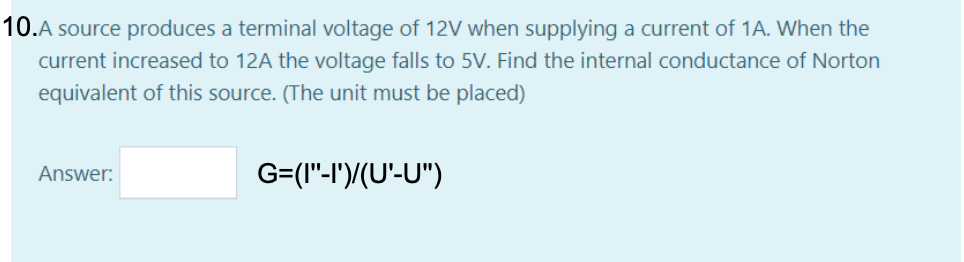 10.A source produces a terminal voltage of 12V when supplying a current of 1A. When the
current increased to 12A the voltage falls to 5V. Find the internal conductance of Norton
equivalent of this source. (The unit must be placed)
Answer: G=(I"-I')/(U'-U")